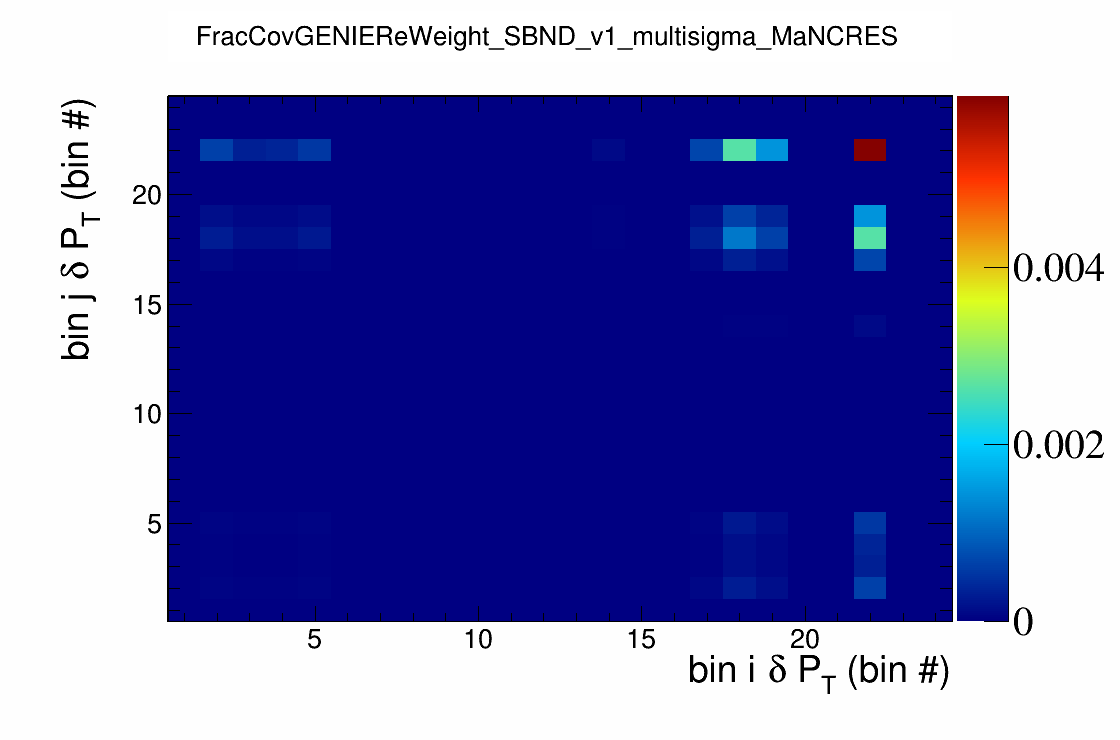 FracCovGENIEReWeight_SBND_v1_multisigma_MaNCRES
bin j δ P_T (bin #)
20
15
10
5
5 10 15 20
bin i δ P_T (bin #)
0.004
0.002
0